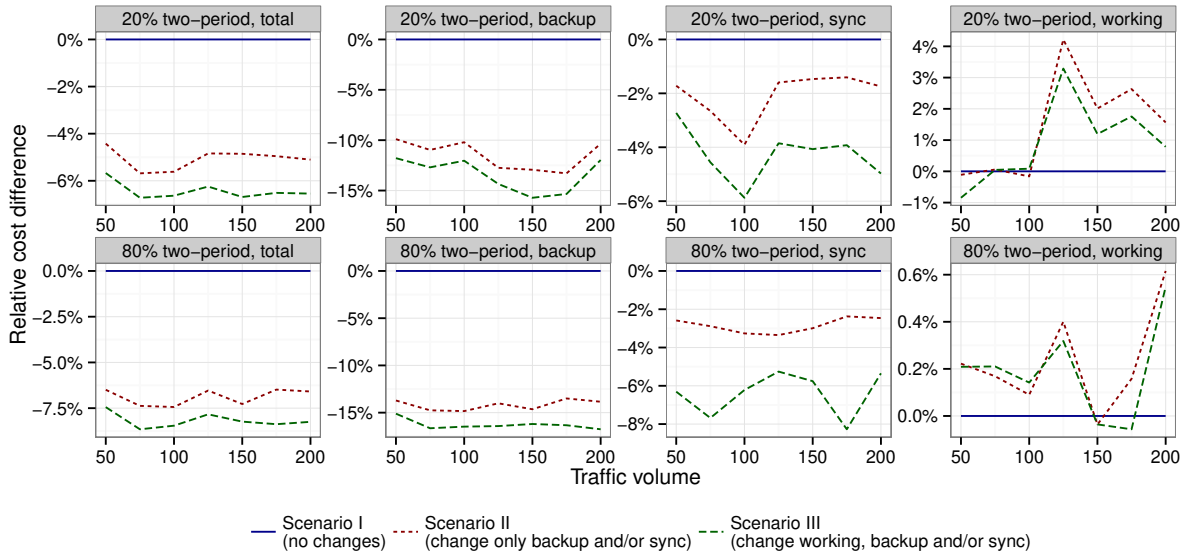 20% two−period, total
20% two−period, backup
20% two−period, sync
20% two−period, working
0%
−2%
−4%
−6%
50 100 150 200
0%
−5%
−10%
−15%
50 100 150 200
0%
−2%
−4%
−6%
50 100 150 200
4%
3%
2%
1%
0%
−1%
50 100 150 200
Relative cost difference
80% two−period, total
80% two−period, backup
80% two−period, sync
80% two−period, working
0.0%
−2.5%
−5.0%
−7.5%
50 100 150 200
0%
−5%
−10%
−15%
50 100 150 200
0%
−2%
−4%
−6%
−8%
50 100 150 200
0.6%
0.4%
0.2%
0.0%
50 100 150 200
Traffic volume
Scenario I
(no changes)
Scenario II
(change only backup and/or sync)
Scenario III
(change working, backup and/or sync)